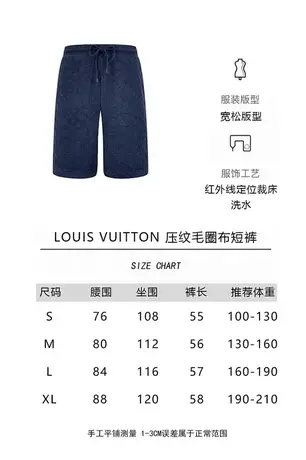 服装版型
宽松版型
服饰工艺
红外线定位裁床
洗水
LOUIS VUITTON 压纹毛圈布短裤
SIZE CHART
尺码 腰围 坐围 裤长 推荐体重
S 76 108 55 100-130
M 80 112 56 130-160
L 84 116 57 160-190
XL 88 120 58 190-210
手工平铺测量 1-3CM误差属于正常范围